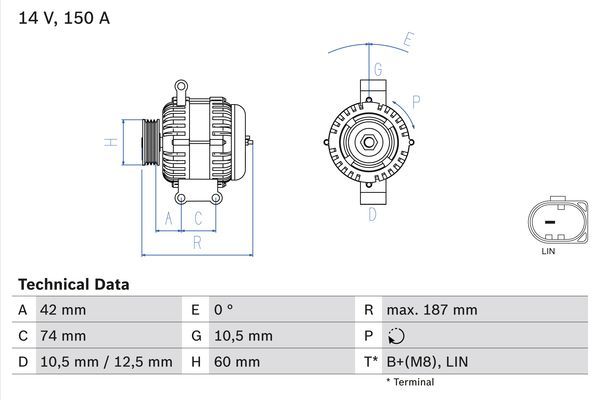 14 V, 150 A
E
G
P
H
A
C
D
R
LIN
Technical Data
A 42 mm E 0 ° R max. 187 mm
C 74 mm G 10,5 mm P
D 10,5 mm / 12,5 mm H 60 mm T* B+(M8), LIN
* Terminal